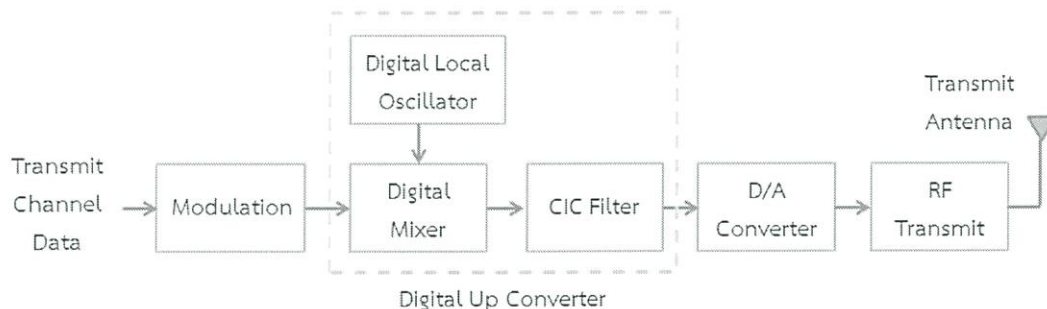 Digital Local
Oscillator
Transmit
Antenna
Transmit
Channel
Data
Modulation
Digital
Mixer
CIC Filter
D/A
Converter
RF
Transmit
Digital Up Converter